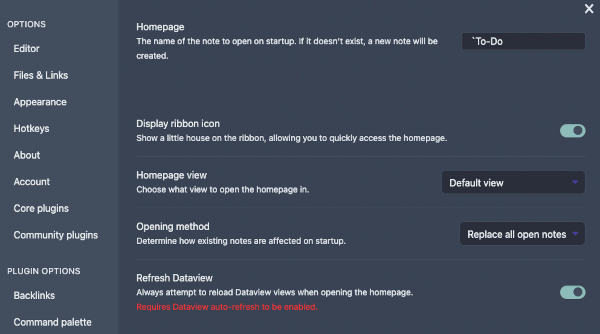 OPTIONS
Editor
Files & Links
Appearance
Hotkeys
About
Account
Core plugins
Community plugins
PLUGIN OPTIONS
Backlinks
Command palette
Homepage
The name of the note to open on startup. If it doesn't exist, a new note will be
created.
`To-Do
Display ribbon icon
Show a little house on the ribbon, allowing you to quickly access the homepage.
Homepage view
Choose what view to open the homepage in.
Default view
Opening method
Determine how existing notes are affected on startup.
Replace all open notes
Refresh Dataview
Always attempt to reload Dataview views when opening the homepage.
Requires Dataview auto-refresh to be enabled.